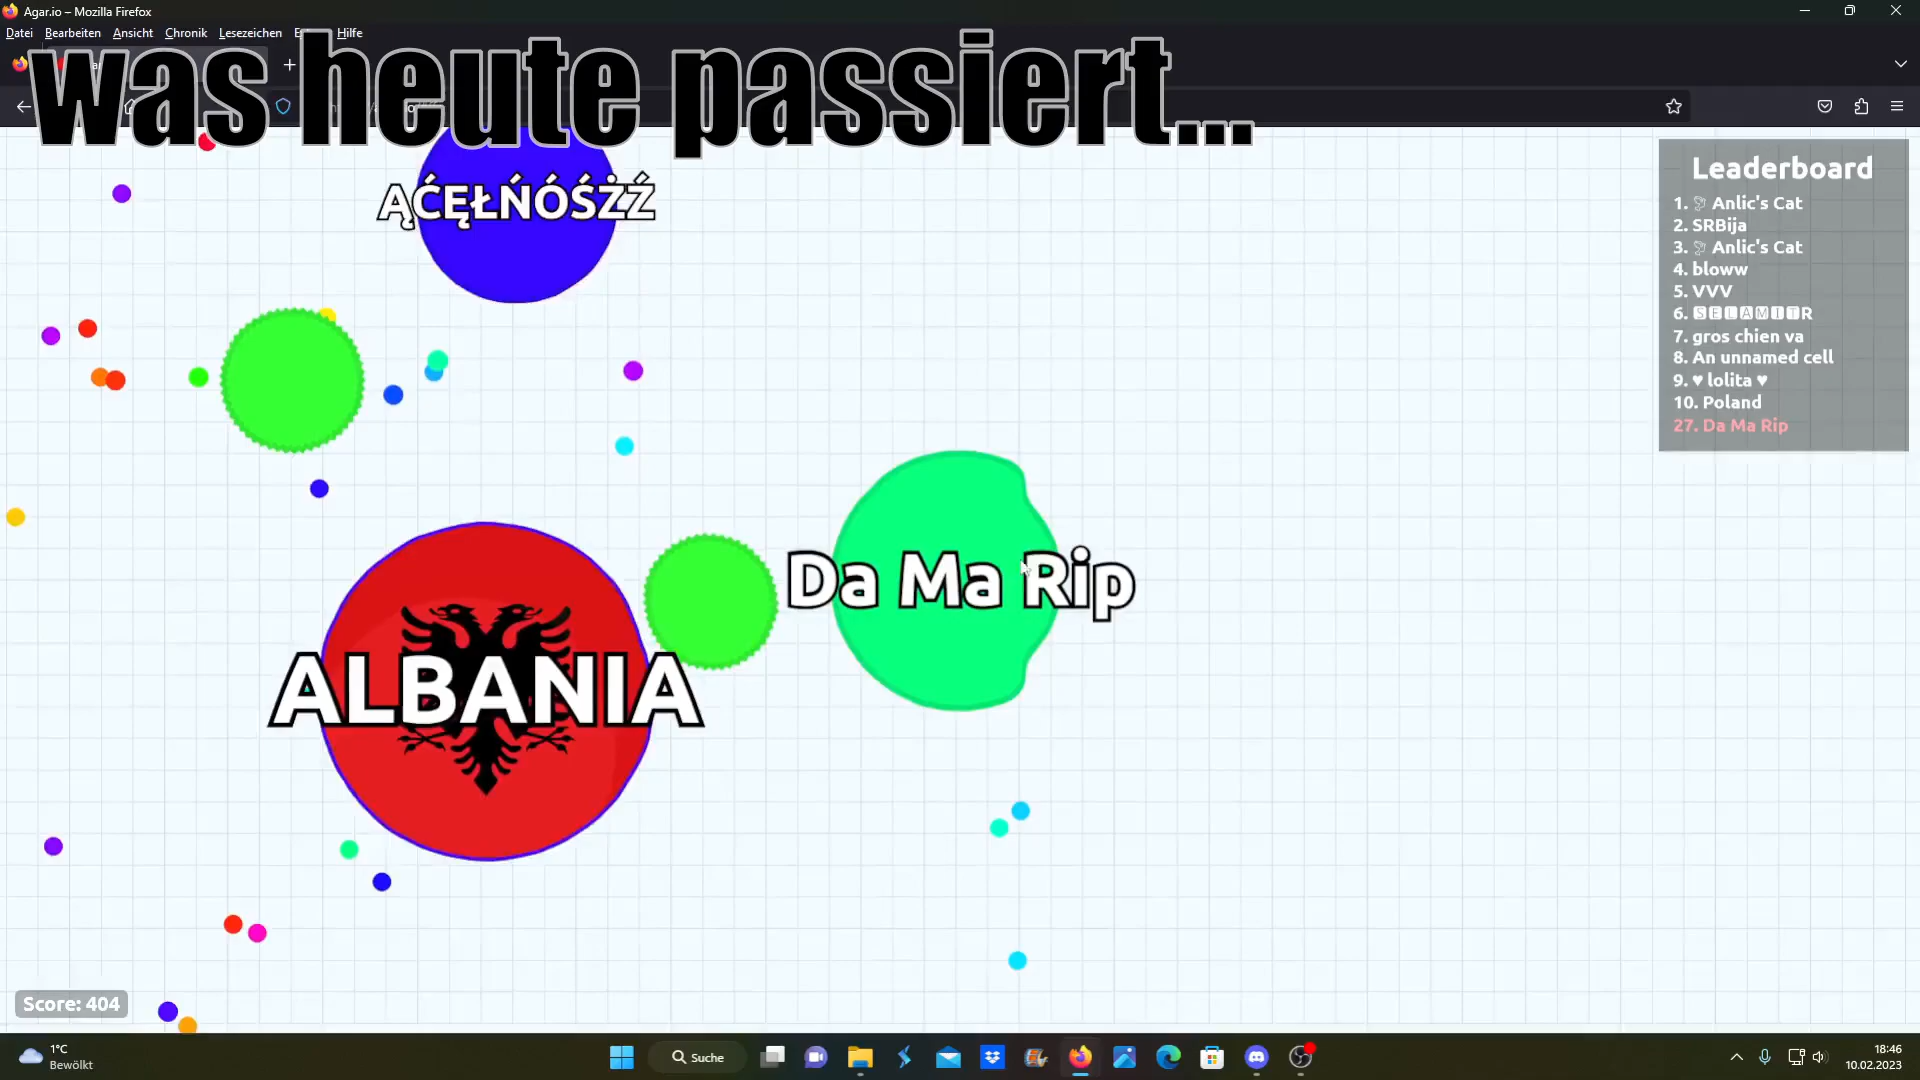 Agar.io – Mozilla Firefox
Datei Bearbeiten Ansicht Chronik Lesezeichen Hilfe
was heute passiert...
ĄĆĘŁŃÓŚŻŹ
Leaderboard
1. Anlic's Cat
2. SRBija
3. Anlic's Cat
4. bloww
5. VVV
6. 🆂🅴🅻🅰🅼🅸🆃R
7. gros chien va
8. An unnamed cell
9. ♥ lolita ♥
10. Poland
27. Da Ma Rip
Da Ma Rip
ALBANIA
Score: 404
1°C
Bewölkt
Suche
18:46
10.02.2023